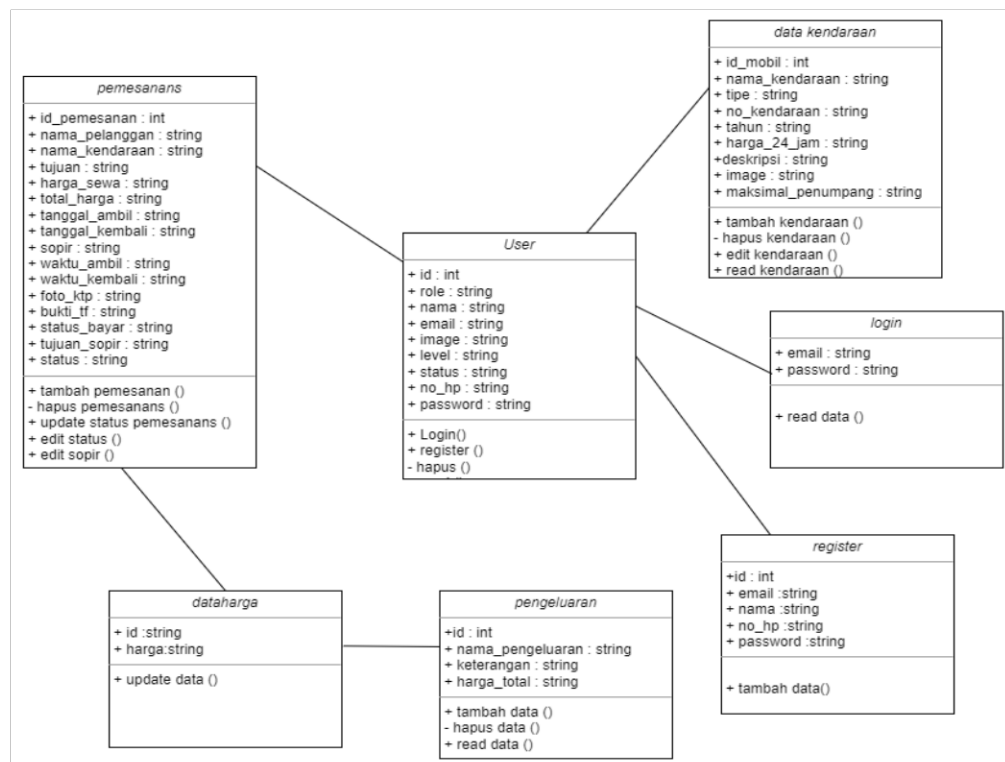 pemesanans
+ id_pemesanan : int
+ nama_pelanggan : string
+ nama_kendaraan : string
+ tujuan : string
+ harga_sewa : string
+ total_harga : string
+ tanggal_ambil : string
+ tanggal_kembali : string
+ sopir : string
+ waktu_ambil : string
+ waktu_kembali : string
+ foto_ktp : string
+ bukti_tf : string
+ status_bayar : string
+ tujuan_sopir : string
+ status : string
+ tambah pemesanan ()
- hapus pemesanans ()
+ update status pemesanans ()
+ edit status ()
+ edit sopir ()
User
+ id : int
+ role : string
+ nama : string
+ email : string
+ image : string
+ level : string
+ status : string
+ no_hp : string
+ password : string
+ Login()
+ register ()
- hapus ()
data kendaraan
+ id_mobil : int
+ nama_kendaraan : string
+ tipe : string
+ no_kendaraan : string
+ tahun : string
+ harga_24_jam : string
+deskripsi : string
+ image : string
+ maksimal_penumpang : string
+ tambah kendaraan ()
- hapus kendaraan ()
+ edit kendaraan ()
+ read kendaraan ()
login
+ email : string
+ password : string
+ read data ()
register
+id : int
+ email :string
+ nama :string
+ no_hp :string
+ password :string
+ tambah data()
dataharga
+ id :string
+ harga:string
+ update data ()
pengeluaran
+id : int
+ nama_pengeluaran : string
+ keterangan : string
+ harga_total : string
+ tambah data ()
- hapus data ()
+ read data ()